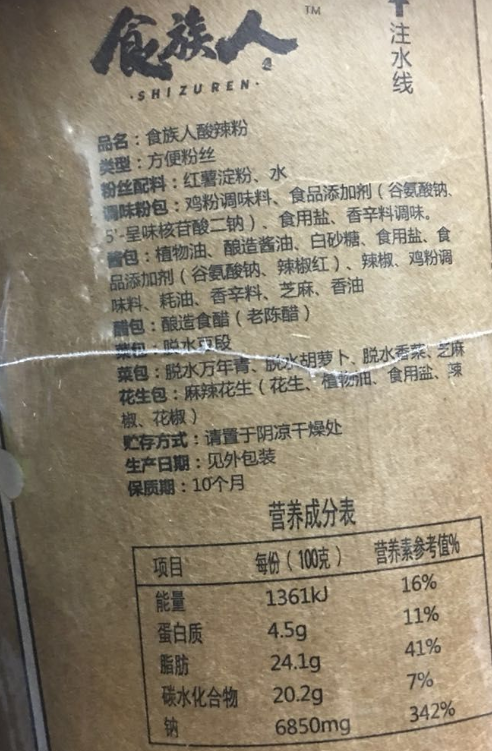 食族人 TM
·SHIZUREN·
注水线
品名：食族人酸辣粉
类型：方便粉丝
粉丝配料：红薯淀粉、水
调味粉包：鸡粉调味料、食品添加剂（谷氨酸钠、
5'-呈味核苷酸二钠）、食用盐、香辛料调味。
酱包：植物油、酿造酱油、白砂糖、食用盐、食
品添加剂（谷氨酸钠、辣椒红）、辣椒、鸡粉调
味料、耗油、香辛料、芝麻、香油
醋包：酿造食醋（老陈醋）
菜包：脱水豆段
菜包：脱水万年青、脱水胡萝卜、脱水香菜、芝麻
花生包：麻辣花生（花生、植物油、食用盐、辣
椒、花椒）
贮存方式：请置于阴凉干燥处
生产日期：见外包装
保质期：10个月
营养成分表
项目 每份（100克） 营养素参考值%
能量 1361kJ 16%
蛋白质 4.5g 11%
脂肪 24.1g 41%
碳水化合物 20.2g 7%
钠 6850mg 342%